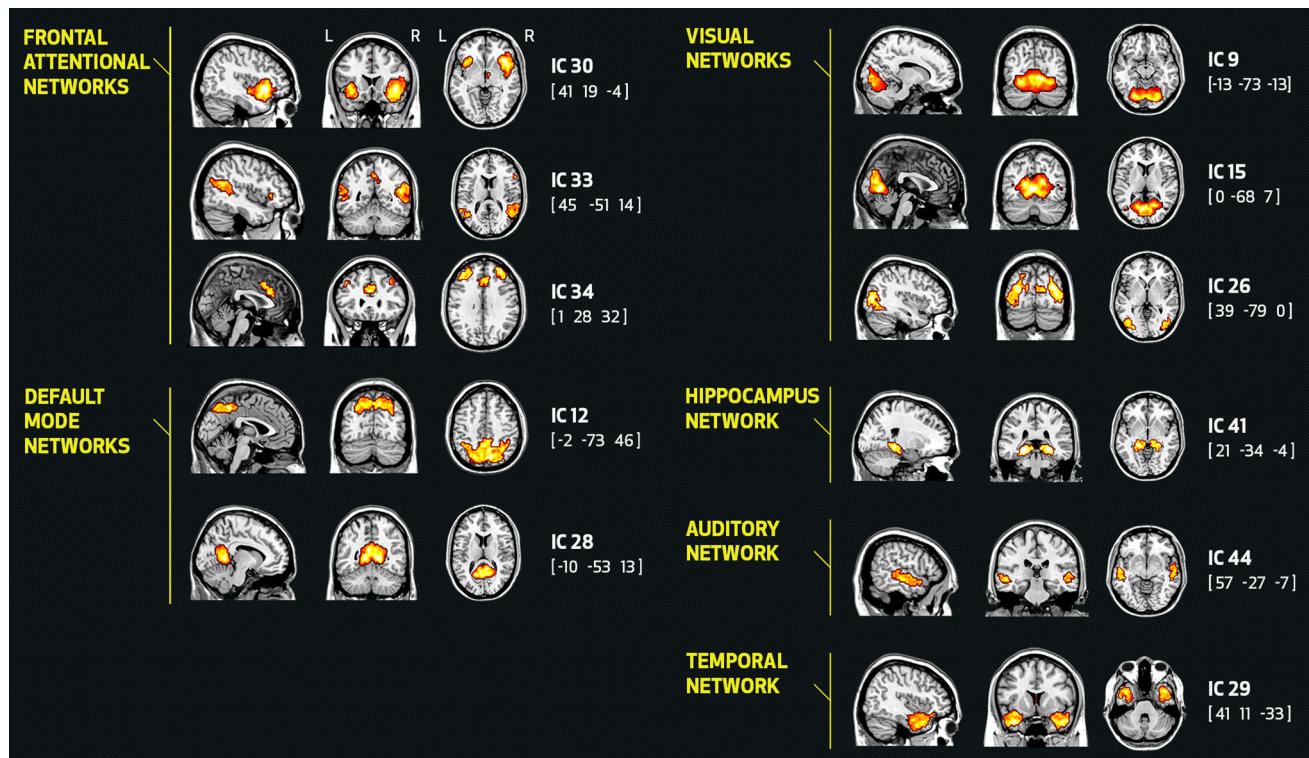 FRONTAL
ATTENTIONAL
NETWORKS
L R L R
IC 30
[41 19 -4]
IC 33
[45 -51 14]
IC 34
[1 28 32]
DEFAULT
MODE
NETWORKS
IC 12
[-2 -73 46]
IC 28
[-10 -53 13]
VISUAL
NETWORKS
IC 9
[-13 -73 -13]
IC 15
[0 -68 7]
IC 26
[39 -79 0]
HIPPOCAMPUS
NETWORK
IC 41
[21 -34 -4]
AUDITORY
NETWORK
IC 44
[57 -27 -7]
TEMPORAL
NETWORK
IC 29
[41 11 -33]